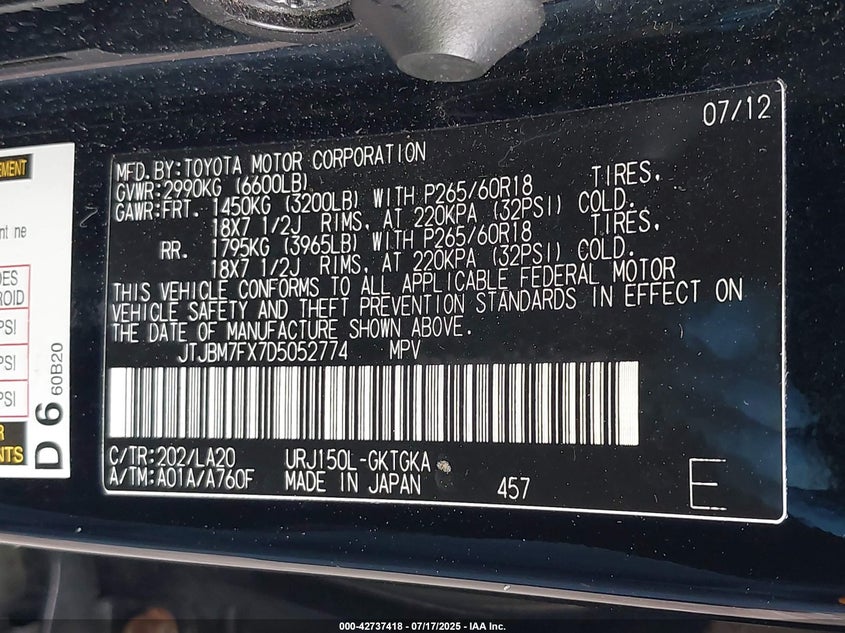 07/12
MFD. BY:TOYOTA MOTOR CORPORATION
GVWR:2990KG (6600LB)
GAWR:FRT. 1450KG (3200LB) WITH P265/60R18 TIRES,
18X7 1/2J RIMS, AT 220KPA (32PSI) COLD.
RR. 1795KG (3965LB) WITH P265/60R18 TIRES,
18X7 1/2J RIMS, AT 220KPA (32PSI) COLD.
THIS VEHICLE CONFORMS TO ALL APPLICABLE FEDERAL MOTOR
VEHICLE SAFETY AND THEFT PREVENTION STANDARDS IN EFFECT ON
THE DATE OF MANUFACTURE SHOWN ABOVE.
JTJBM7FX7D5052774 MPV
C/TR:202/LA20 URJ150L-GKTGKA
A/TM:A01A/A760F MADE IN JAPAN 457 E
PSI
PSI
PSI
D 6 60B20
000-42737418 - 07/17/2025 - IAA Inc.